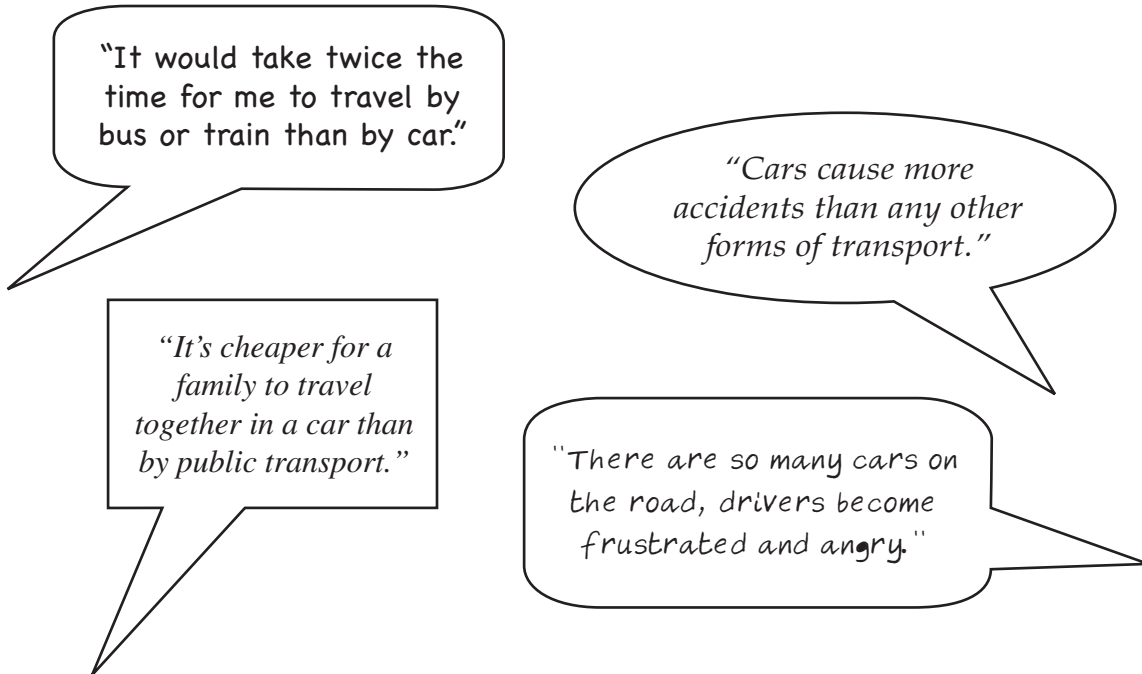 “It would take twice the
time for me to travel by
bus or train than by car.”
“Cars cause more
accidents than any other
forms of transport.”
“It’s cheaper for a
family to travel
together in a car than
by public transport.”
"There are so many cars on
the road, drivers become
frustrated and angry."